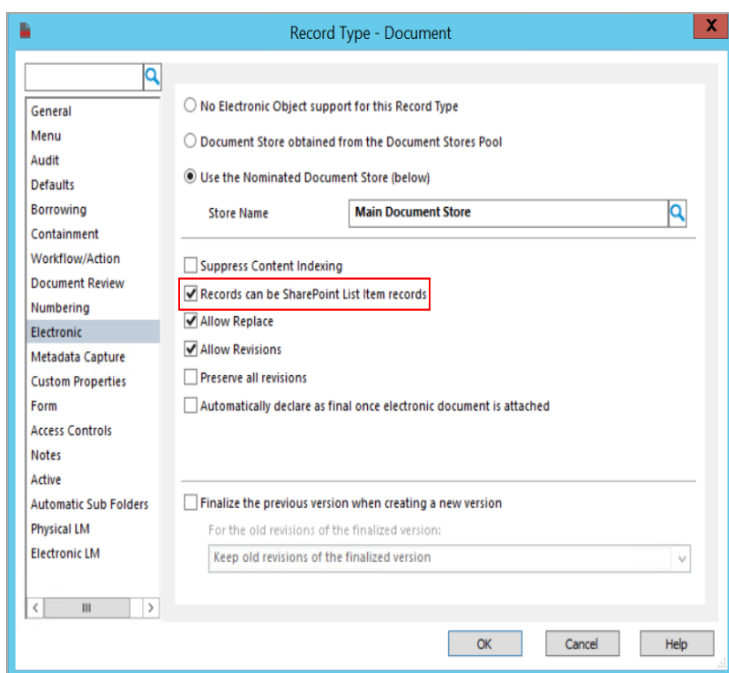 Record Type - Document
X
General
Menu
Audit
Defaults
Borrowing
Containment
Workflow/Action
Document Review
Numbering
Electronic
Metadata Capture
Custom Properties
Form
Access Controls
Notes
Active
Automatic Sub Folders
Physical LM
Electronic LM
No Electronic Object support for this Record Type
Document Store obtained from the Document Stores Pool
Use the Nominated Document Store (below)
Store Name Main Document Store
Suppress Content Indexing
Records can be SharePoint List Item records
Allow Replace
Allow Revisions
Preserve all revisions
Automatically declare as final once electronic document is attached
Finalize the previous version when creating a new version
For the old revisions of the finalized version:
Keep old revisions of the finalized version
OK Cancel Help